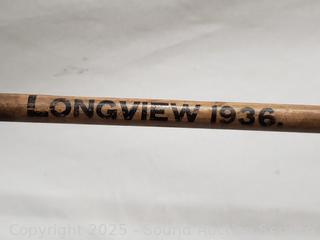 LONGVIEW 1936.
Copyright 2025 - Sound Auction Service